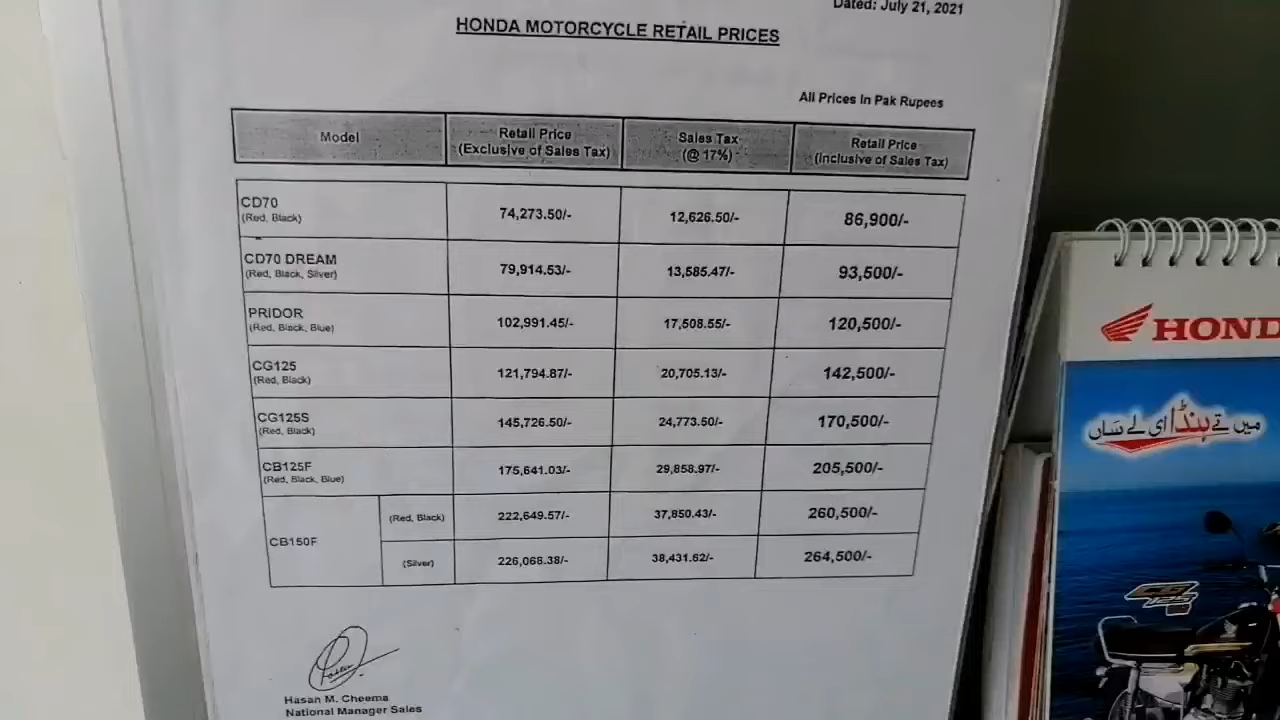 Dated: July 21, 2021
HONDA MOTORCYCLE RETAIL PRICES
All Prices In Pak Rupees
Model
Retail Price
(Exclusive of Sales Tax)
Sales Tax
(@ 17%)
Retail Price
(Inclusive of Sales Tax)
CD70
(Red, Black)
74,273.50/-
12,626.50/-
86,900/-
CD70 DREAM
(Red, Black, Silver)
79,914.53/-
13,585.47/-
93,500/-
PRIDOR
(Red, Black, Blue)
102,991.45/-
17,508.55/-
120,500/-
CG125
(Red, Black)
121,794.87/-
20,705.13/-
142,500/-
CG125S
(Red, Black)
145,726.50/-
24,773.50/-
170,500/-
CB125F
(Red, Black, Blue)
175,641.03/-
29,858.97/-
205,500/-
CB150F
(Red, Black)
222,649.57/-
37,850.43/-
260,500/-
(Silver)
226,068.38/-
38,431.62/-
264,500/-
Hasan M. Cheema
National Manager Sales
HOND
میں تے ہنڈا ای لے ساں